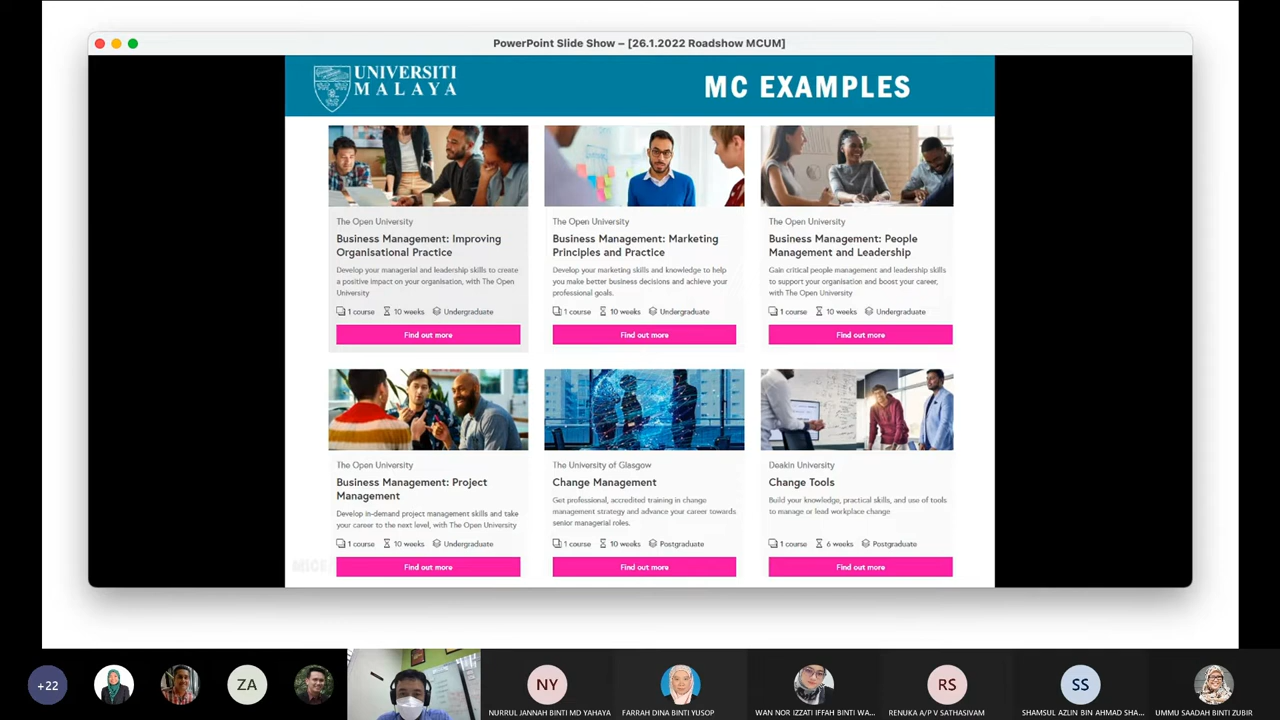 PowerPoint Slide Show – [26.1.2022 Roadshow MCUM]
UNIVERSITI
MALAYA
MC EXAMPLES
The Open University
Business Management: Improving
Organisational Practice
Develop your managerial and leadership skills to create
a positive impact on your organisation, with The Open
University
1 course 10 weeks Undergraduate
Find out more
The Open University
Business Management: Marketing
Principles and Practice
Develop your marketing skills and knowledge to help
you make better business decisions and achieve your
professional goals.
1 course 10 weeks Undergraduate
Find out more
The Open University
Business Management: People
Management and Leadership
Gain critical people management and leadership skills
to support your organisation and boost your career,
with The Open University
1 course 10 weeks Undergraduate
Find out more
The Open University
Business Management: Project
Management
Develop in-demand project management skills and take
your career to the next level, with The Open University
1 course 10 weeks Undergraduate
Find out more
The University of Glasgow
Change Management
Get professional, accredited training in change
management strategy and advance your career towards
senior managerial roles.
1 course 10 weeks Postgraduate
Find out more
Deakin University
Change Tools
Build your knowledge, practical skills, and use of tools
to manage or lead workplace change
1 course 6 weeks Postgraduate
Find out more
+22
ZA
NY
NURRUL JANNAH BINTI MD YAHAYA
FARRAH DINA BINTI YUSOP
WAN NOR IZZATI IFFAH BINTI WA...
RS
RENUKA A/P V SATHASIVAM
SS
SHAMSUL AZLIN BIN AHMAD SHA...
UMMU SAADAH BINTI ZUBIR